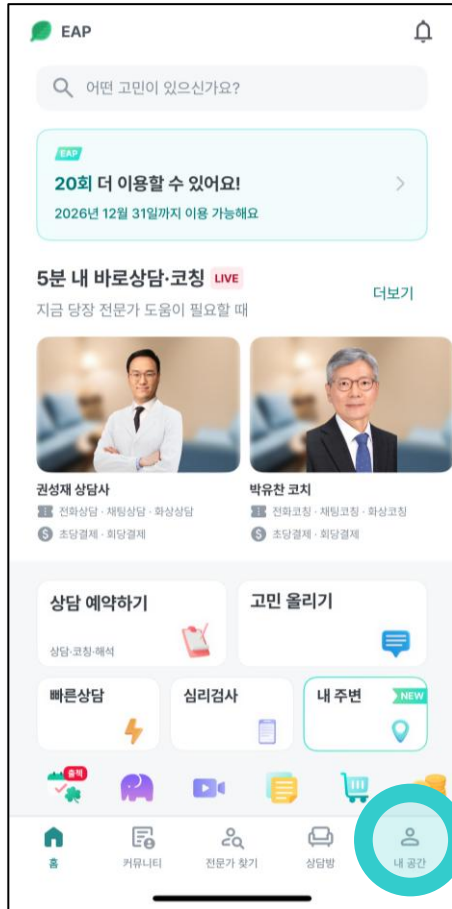 EAP
어떤 고민이 있으신가요?
EAP
20회 더 이용할 수 있어요!
2026년 12월 31일까지 이용 가능해요
5분 내 바로상담·코칭 LIVE
지금 당장 전문가 도움이 필요할 때
더보기
권성재 상담사
전화상담 · 채팅상담 · 화상상담
초당결제 · 회당결제
박유찬 코치
전화코칭 · 채팅코칭 · 화상코칭
초당결제 · 회당결제
상담 예약하기
상담·코칭·해석
고민 올리기
빠른상담
심리검사
내 주변
NEW
출첵
홈
커뮤니티
전문가 찾기
상담방
내 공간